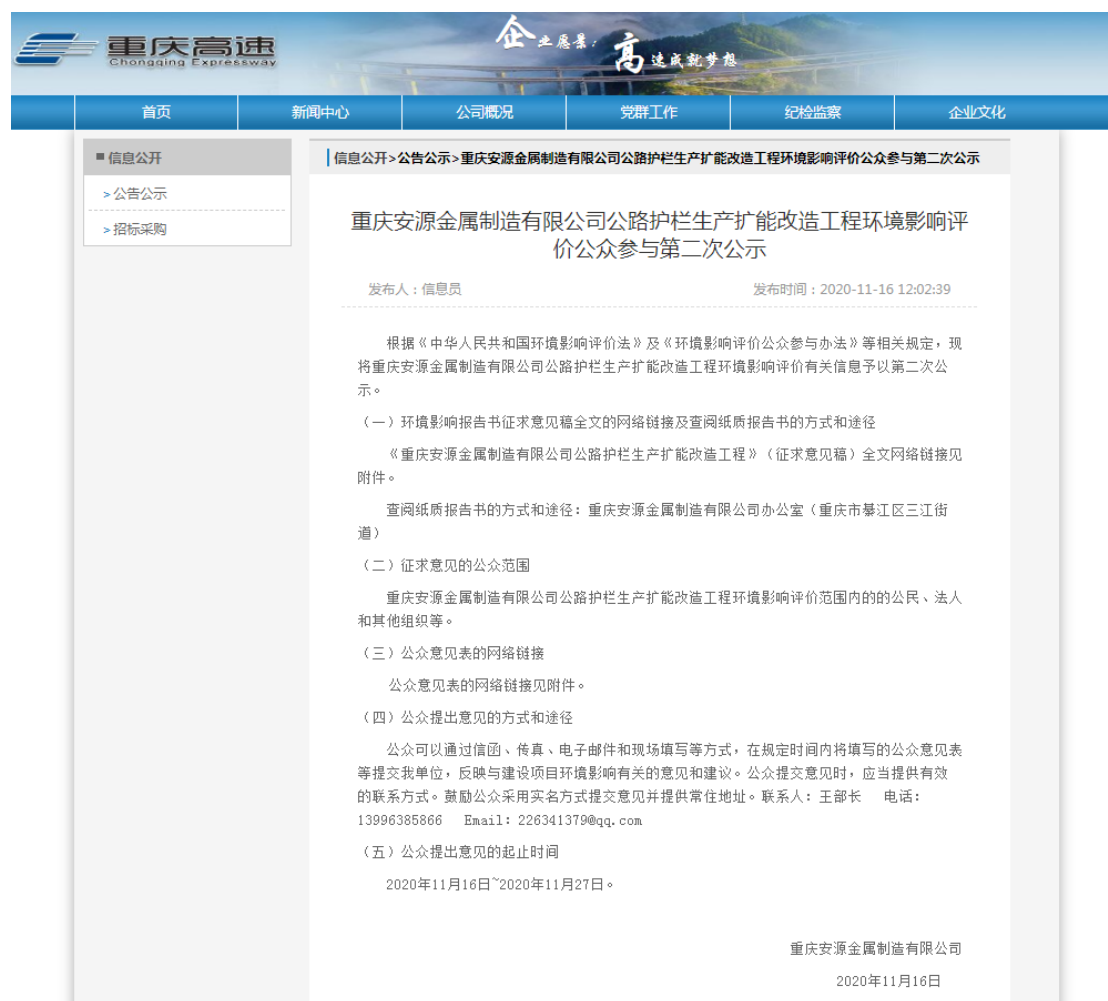 重庆高速
Chongqing Expressway
企业愿景：
高速成就梦想
首页 新闻中心 公司概况 党群工作 纪检监察 企业文化
信息公开
> 公告公示
> 招标采购
信息公开>公告公示>重庆安源金属制造有限公司公路护栏生产扩能改造工程环境影响评价公众参与第二次公示
重庆安源金属制造有限公司公路护栏生产扩能改造工程环境影响评
价公众参与第二次公示
发布人：信息员 发布时间：2020-11-16 12:02:39
根据《中华人民共和国环境影响评价法》及《环境影响评价公众参与办法》等相关规定，现
将重庆安源金属制造有限公司公路护栏生产扩能改造工程环境影响评价有关信息予以第二次公
示。
（一）环境影响报告书征求意见稿全文的网络链接及查阅纸质报告书的方式和途径
《重庆安源金属制造有限公司公路护栏生产扩能改造工程》（征求意见稿）全文网络链接见
附件。
查阅纸质报告书的方式和途径：重庆安源金属制造有限公司办公室（重庆市綦江区三江街
道）
（二）征求意见的公众范围
重庆安源金属制造有限公司公路护栏生产扩能改造工程环境影响评价范围内的的公民、法人
和其他组织等。
（三）公众意见表的网络链接
公众意见表的网络链接见附件。
（四）公众提出意见的方式和途径
公众可以通过信函、传真、电子邮件和现场填写等方式，在规定时间内将填写的公众意见表
等提交我单位，反映与建设项目环境影响有关的意见和建议。公众提交意见时，应当提供有效
的联系方式。鼓励公众采用实名方式提交意见并提供常住地址。联系人：王部长 电话：
13996385866 Email：226341379@qq.com
（五）公众提出意见的起止时间
2020年11月16日~2020年11月27日。
重庆安源金属制造有限公司
2020年11月16日